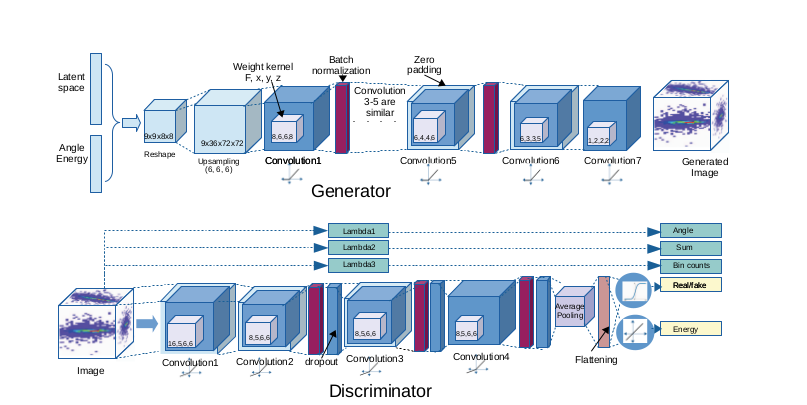 Latent
space
Angle
Energy
9x9x8x8
Reshape
9x36x72x72
Upsampling
(6, 6, 6)
Weight kernel
F, x, y, z
8,6,6,8
Convolution1
Batch
normalization
Convolution
3-5 are
similar
Zero
padding
6,4,4,6
Convolution5
6,3,3,5
Convolution6
1,2,2,2
Convolution7
Generated
Image
Generator
Lambda1
Lambda2
Lambda3
Angle
Sum
Bin counts
Real/fake
Energy
Image
16,5,6,6
Convolution1
8,5,6,6
Convolution2
dropout
8,5,6,6
Convolution3
8,5,6,6
Convolution4
Average
Pooling
Flattening
Discriminator